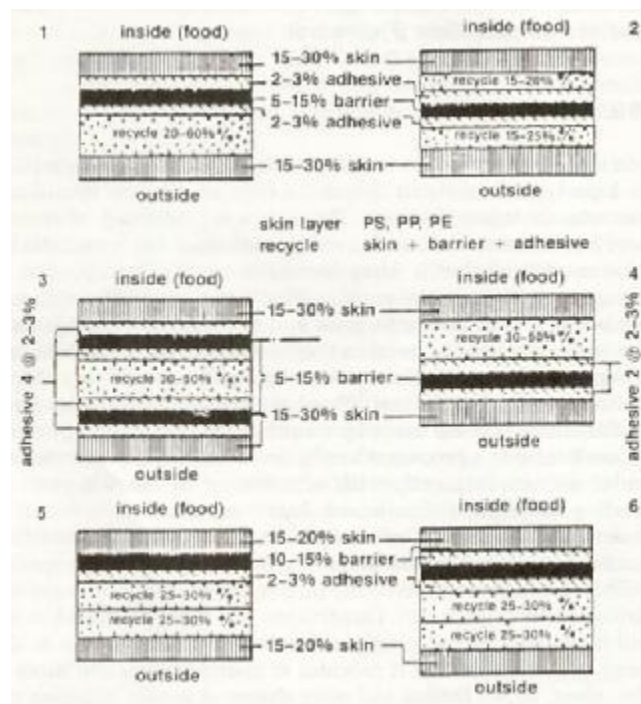 1
inside (food)
inside (food)
2
15-30% skin
2-3% adhesive
recycle 15-20% w/w
5-15% barrier
recycle 20-60% w/w
2-3% adhesive
recycle 15-25% w/w
15-30% skin
outside
outside
skin layer PS, PP, PE
recycle skin + barrier + adhesive
3
inside (food)
inside (food)
4
15-30% skin
adhesive 4 @ 2-3%
recycle 30-50% w/w
recycle 30-60% w/w
5-15% barrier
adhesive 2 @ 2-3%
15-30% skin
outside
outside
5
inside (food)
inside (food)
6
15-20% skin
10-15% barrier
2-3% adhesive
recycle 25-30% w/w
recycle 25-30% w/w
recycle 25-30% w/w
recycle 25-30% w/w
15-20% skin
outside
outside